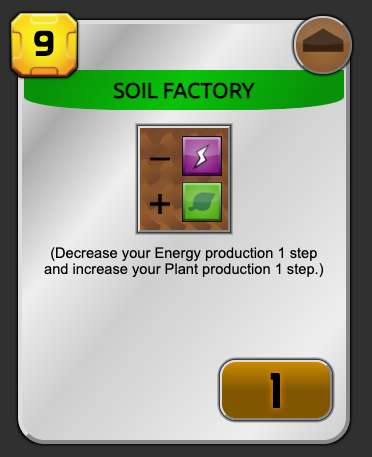 9
SOIL FACTORY
−
+
(Decrease your Energy production 1 step
and increase your Plant production 1 step.)
1